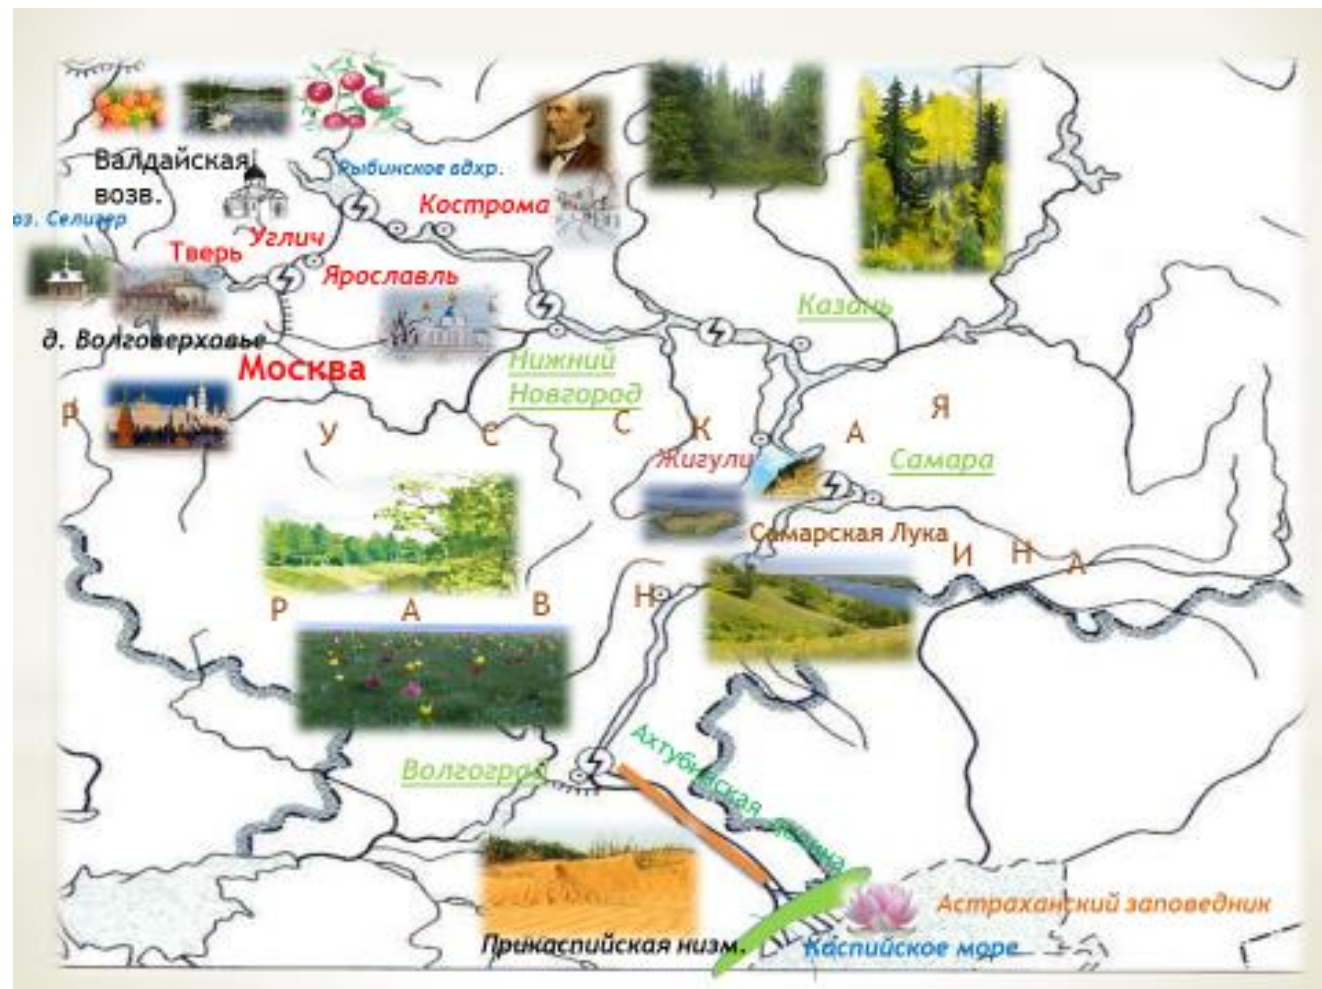 Валдайская
возв.
Рыбинское вдхр.
оз. Селигер
Кострома
Углич
Тверь
Ярославль
Казань
д. Волговерховье
Москва
Нижний
Новгород
Р У С С К А Я
Жигули
Самара
Самарская Лука
Р А В Н И Н А
Волгоград
Ахтубинская долина
Астраханский заповедник
Прикаспийская низм.
Каспийское море